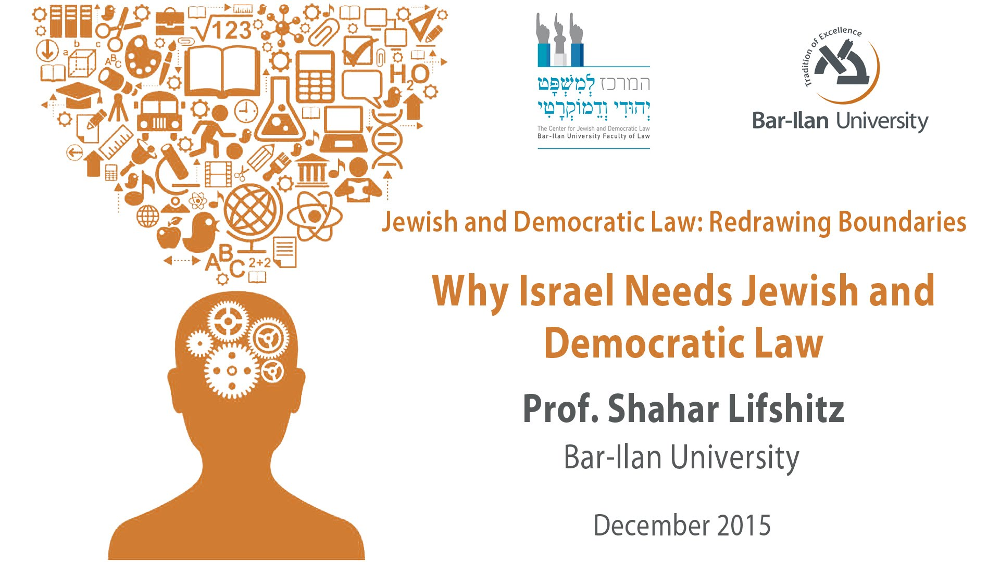 √123
a
b
c
ABC
H2O
ABC
2+2
המרכז לְמִשְׁפָּט
יְהוּדִי וְדֵמוֹקְרָטִי
The Center for Jewish and Democratic Law
Bar-Ilan University Faculty of Law
Tradition of Excellence
Bar-Ilan University
Jewish and Democratic Law: Redrawing Boundaries
Why Israel Needs Jewish and
Democratic Law
Prof. Shahar Lifshitz
Bar-Ilan University
December 2015